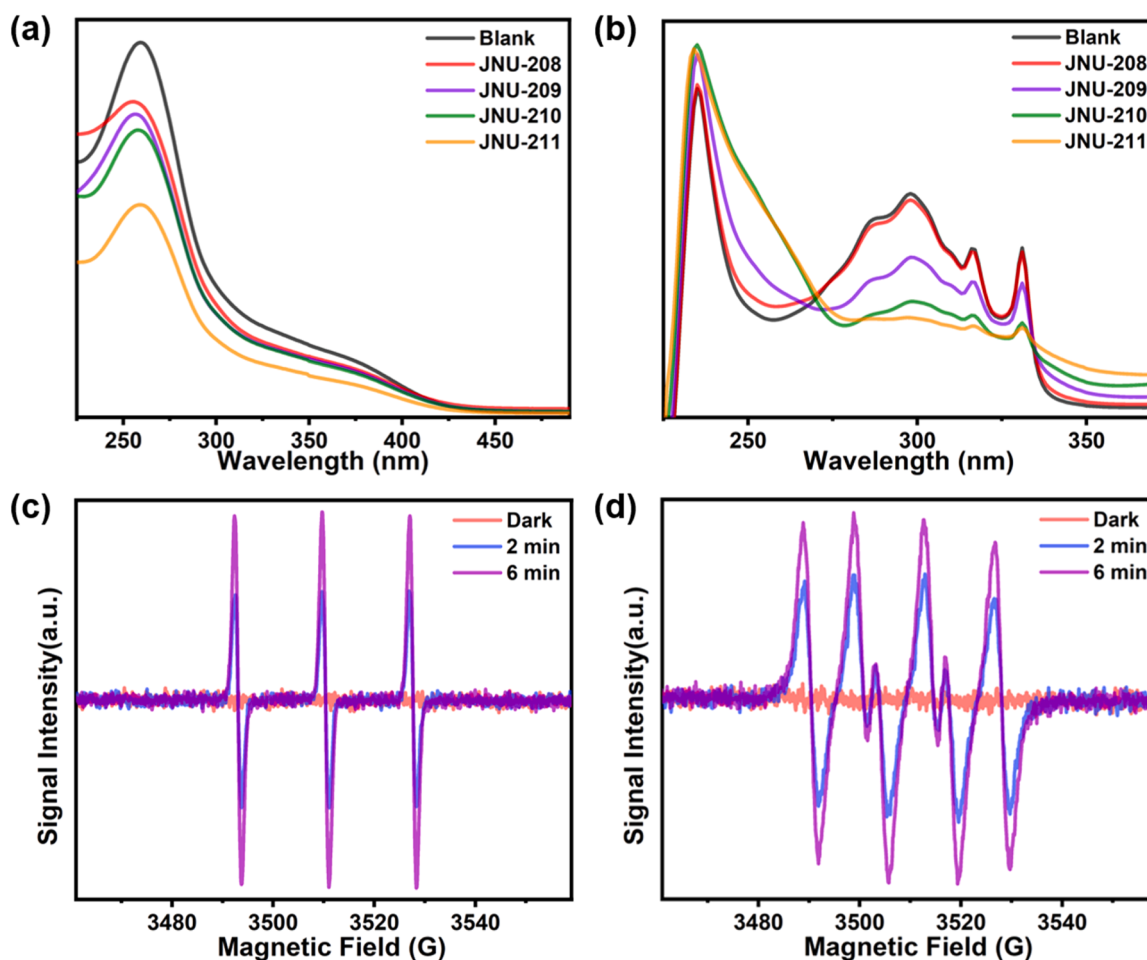 (a)
Blank
JNU-208
JNU-209
JNU-210
JNU-211
250 300 350 400 450
Wavelength (nm)
(b)
Blank
JNU-208
JNU-209
JNU-210
JNU-211
250 300 350
Wavelength (nm)
(c)
Dark
2 min
6 min
Signal Intensity(a.u.)
3480 3500 3520 3540
Magnetic Field (G)
(d)
Dark
2 min
6 min
Signal Intensity(a.u.)
3480 3500 3520 3540
Magnetic Field (G)